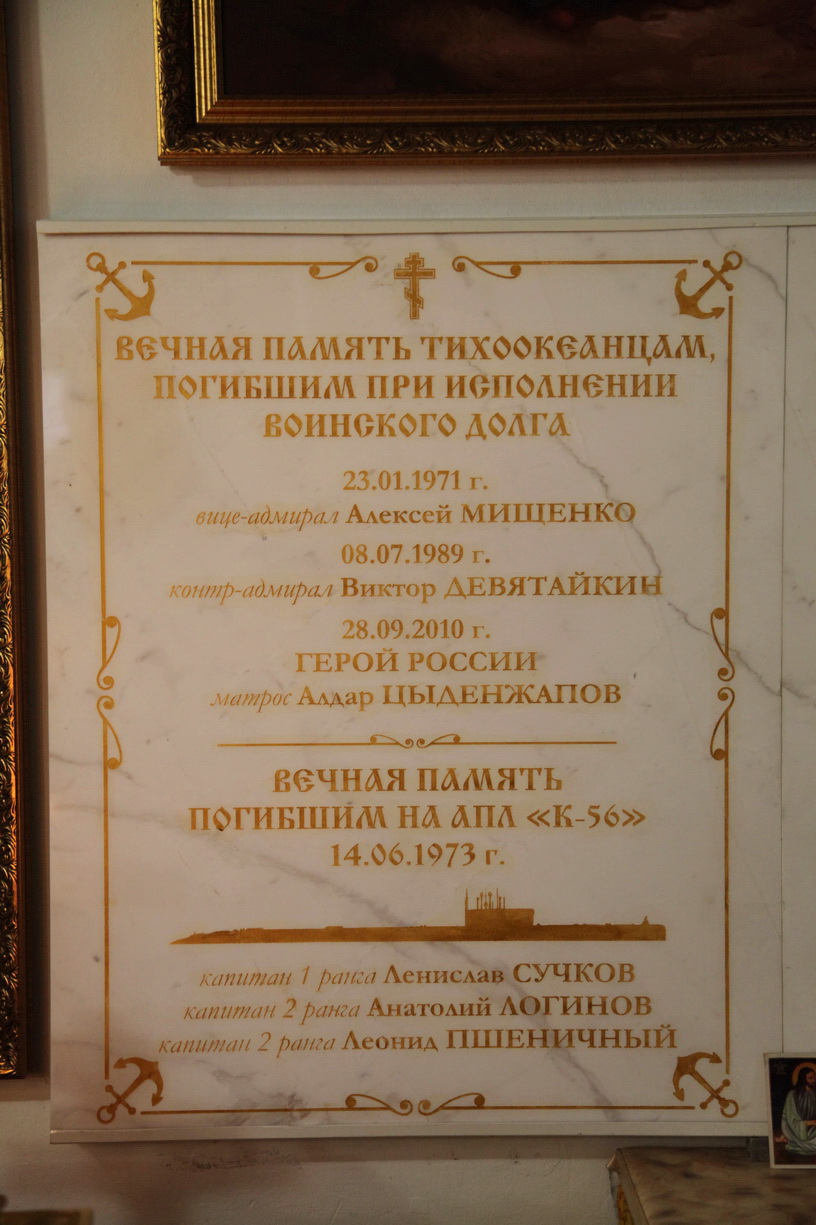 ВЕЧНАЯ ПАМЯТЬ ТИХООКЕАНЦАМ,
ПОГИБШИМ ПРИ ИСПОЛНЕНИИ
ВОИНСКОГО ДОЛГА
23.01.1971 г.
вице-адмирал Алексей МИЩЕНКО
08.07.1989 г.
контр-адмирал Виктор ДЕВЯТАЙКИН
28.09.2010 г.
ГЕРОЙ РОССИИ
матрос Алдар ЦЫДЕНЖАПОВ
ВЕЧНАЯ ПАМЯТЬ
ПОГИБШИМ НА АПЛ «К-56»
14.06.1973 г.
капитан 1 ранга Ленислав СУЧКОВ
капитан 2 ранга Анатолий ЛОГИНОВ
капитан 2 ранга Леонид ПШЕНИЧНЫЙ